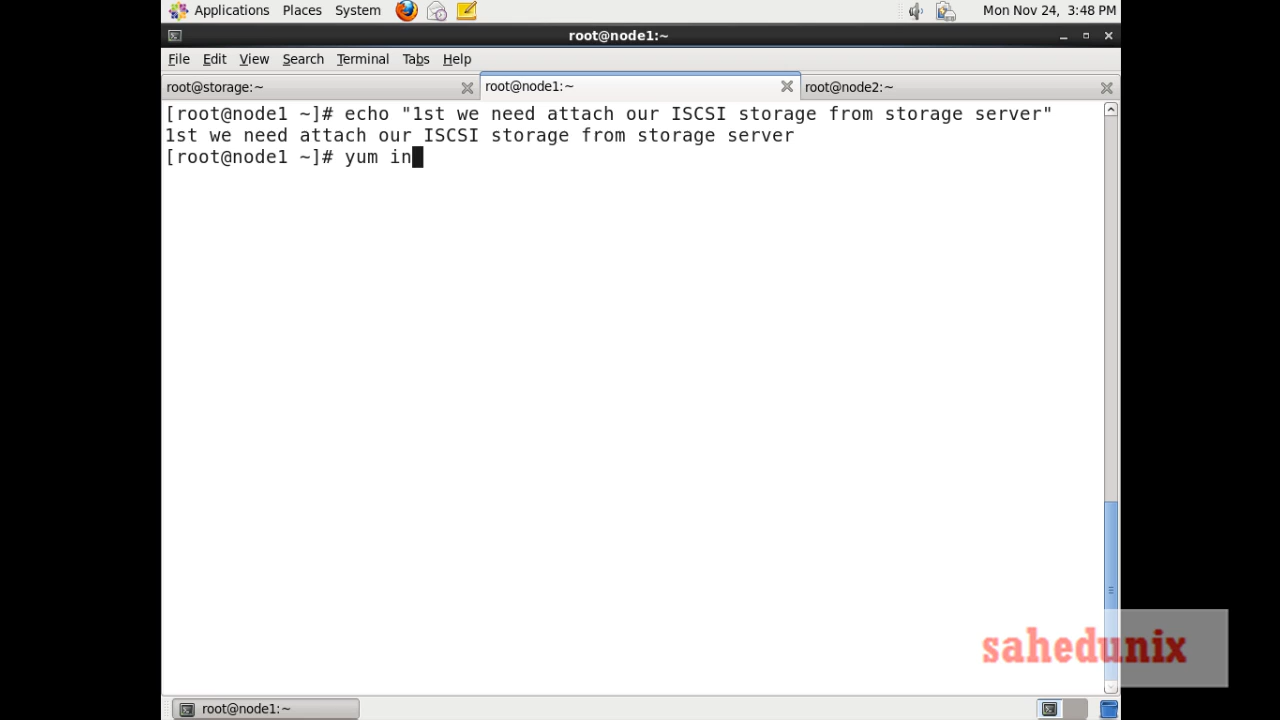 Applications Places System Mon Nov 24, 3:48 PM
root@node1:~
File Edit View Search Terminal Tabs Help
root@storage:~ root@node1:~ root@node2:~
[root@node1 ~]# echo "1st we need attach our ISCSI storage from storage server"
1st we need attach our ISCSI storage from storage server
[root@node1 ~]# yum in
sahedunix
root@node1:~